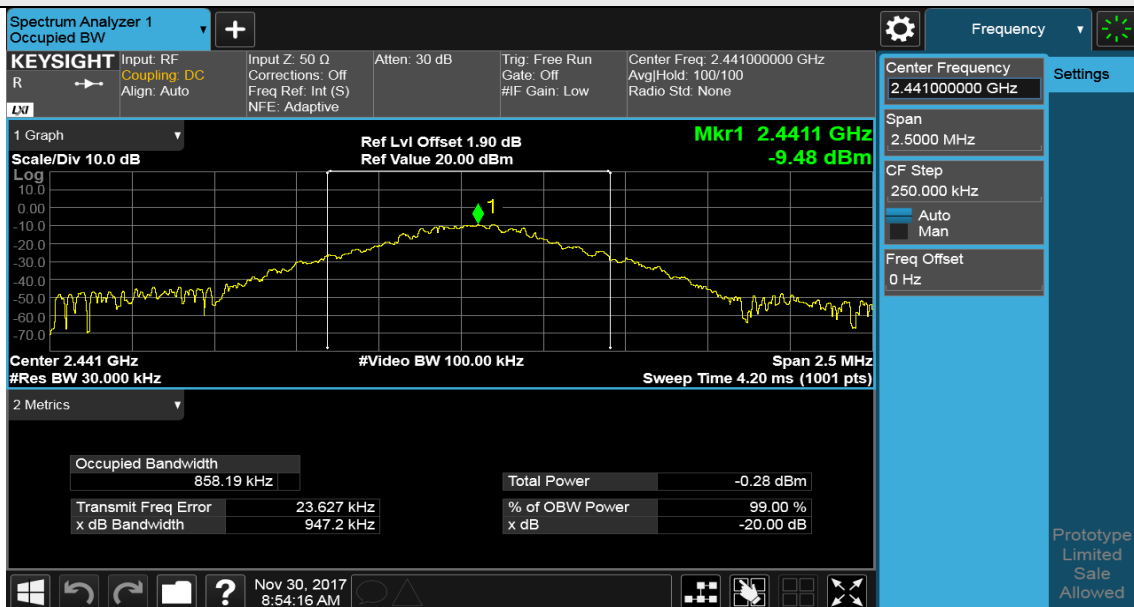 Spectrum Analyzer 1
Occupied BW
Frequency
KEYSIGHT
R
LXI
Input: RF
Coupling: DC
Align: Auto
Input Z: 50 Ω
Corrections: Off
Freq Ref: Int (S)
NFE: Adaptive
Atten: 30 dB
Trig: Free Run
Gate: Off
#IF Gain: Low
Center Freq: 2.441000000 GHz
Avg|Hold: 100/100
Radio Std: None
Center Frequency
2.441000000 GHz
Settings
Span
2.5000 MHz
CF Step
250.000 kHz
Auto
Man
Freq Offset
0 Hz
1 Graph
Scale/Div 10.0 dB
Ref Lvl Offset 1.90 dB
Ref Value 20.00 dBm
Mkr1 2.4411 GHz
-9.48 dBm
Log
10.0
0.00
-10.0
-20.0
-30.0
-40.0
-50.0
-60.0
-70.0
1
Center 2.441 GHz
#Video BW 100.00 kHz
Span 2.5 MHz
#Res BW 30.000 kHz
Sweep Time 4.20 ms (1001 pts)
2 Metrics
Occupied Bandwidth
858.19 kHz
Total Power -0.28 dBm
Transmit Freq Error 23.627 kHz
% of OBW Power 99.00 %
x dB Bandwidth 947.2 kHz
x dB -20.00 dB
Prototype
Limited
Sale
Allowed
?
Nov 30, 2017
8:54:16 AM